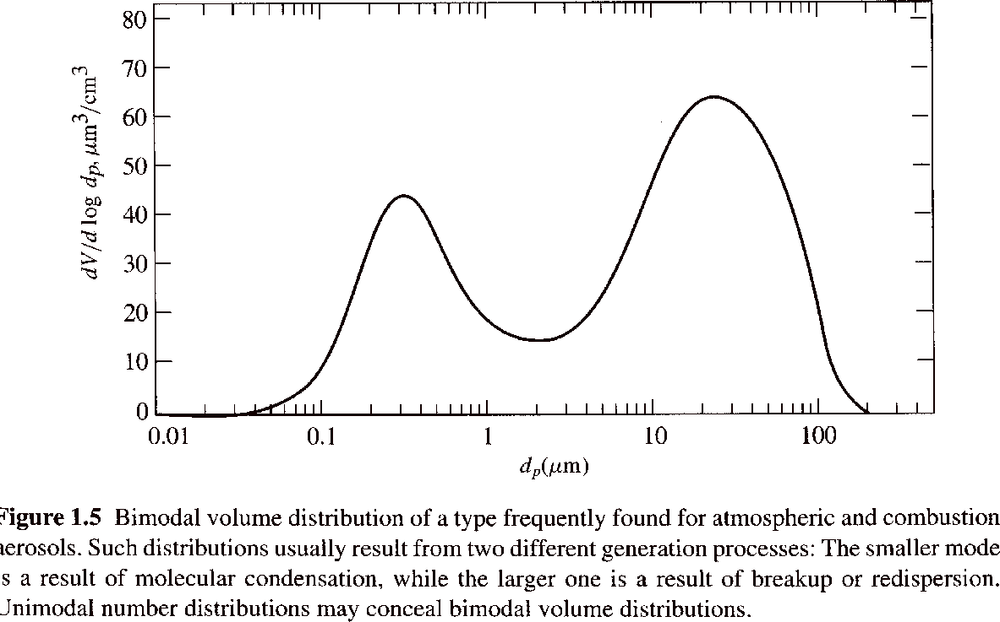 80
70
60
50
40
30
20
10
0
dV/d log dp, μm3/cm3
0.01 0.1 1 10 100
dp(μm)
Figure 1.5 Bimodal volume distribution of a type frequently found for atmospheric and combustion
aerosols. Such distributions usually result from two different generation processes: The smaller mode
is a result of molecular condensation, while the larger one is a result of breakup or redispersion.
Unimodal number distributions may conceal bimodal volume distributions.